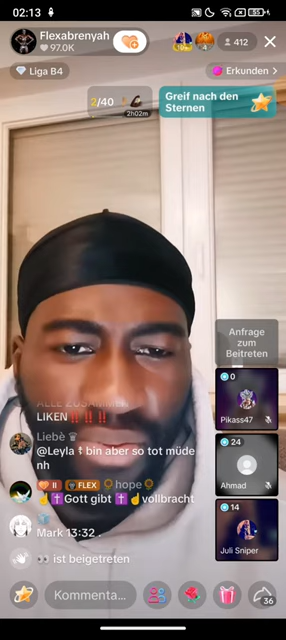 02:13
55
Flexabrenyah
97.0K
412
Liga B4
Erkunden >
2/40
2h02m
Greif nach den
Sternen
Anfrage
zum
Beitreten
0
Pikass47
24
Ahmad
14
Juli Sniper
ALLE ZUSAMMEN
LIKEN‼️‼️‼️
Liebè ♛
@Leyla ⚕ bin aber so tot müde
nh
II FLEX 🌻hope🌻
☝️✝️Gott gibt ✝️☝️vollbracht
Mark 13:32 .
👀 ist beigetreten
Kommenta...
36